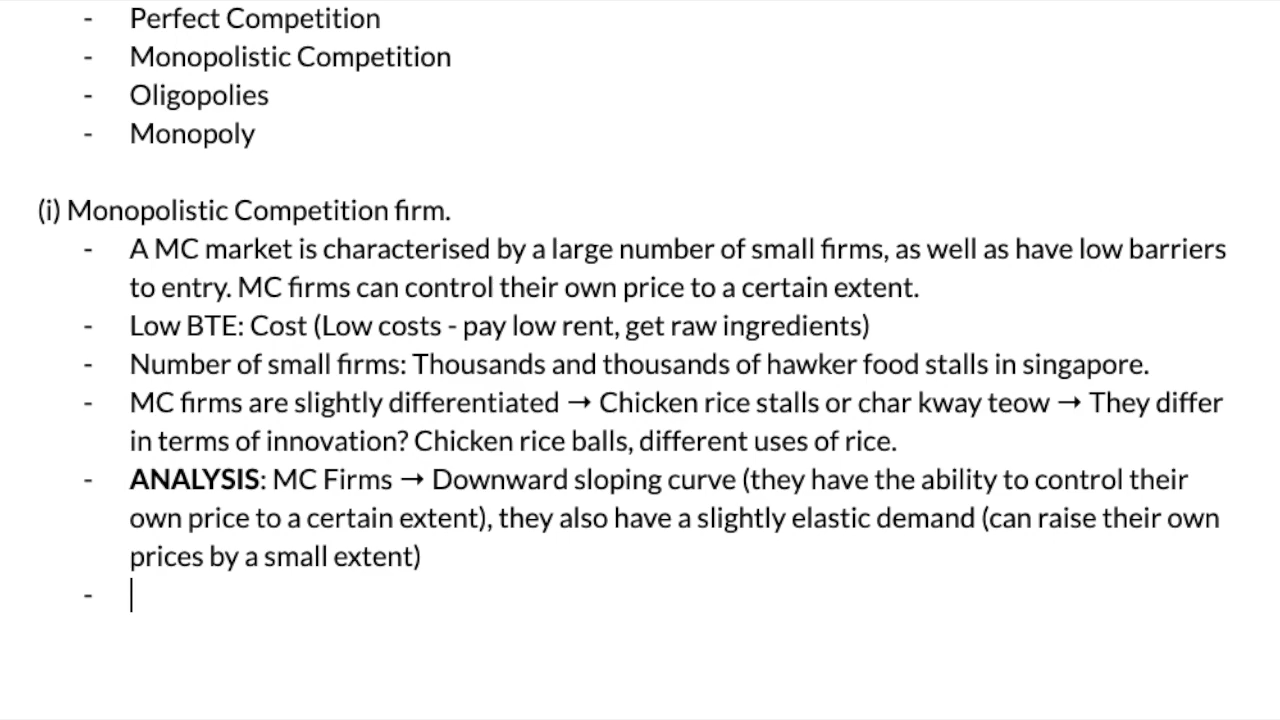 - Perfect Competition
- Monopolistic Competition
- Oligopolies
- Monopoly
(i) Monopolistic Competition firm.
- A MC market is characterised by a large number of small firms, as well as have low barriers
to entry. MC firms can control their own price to a certain extent.
- Low BTE: Cost (Low costs - pay low rent, get raw ingredients)
- Number of small firms: Thousands and thousands of hawker food stalls in singapore.
- MC firms are slightly differentiated → Chicken rice stalls or char kway teow → They differ
in terms of innovation? Chicken rice balls, different uses of rice.
- ANALYSIS: MC Firms → Downward sloping curve (they have the ability to control their
own price to a certain extent), they also have a slightly elastic demand (can raise their own
prices by a small extent)
-